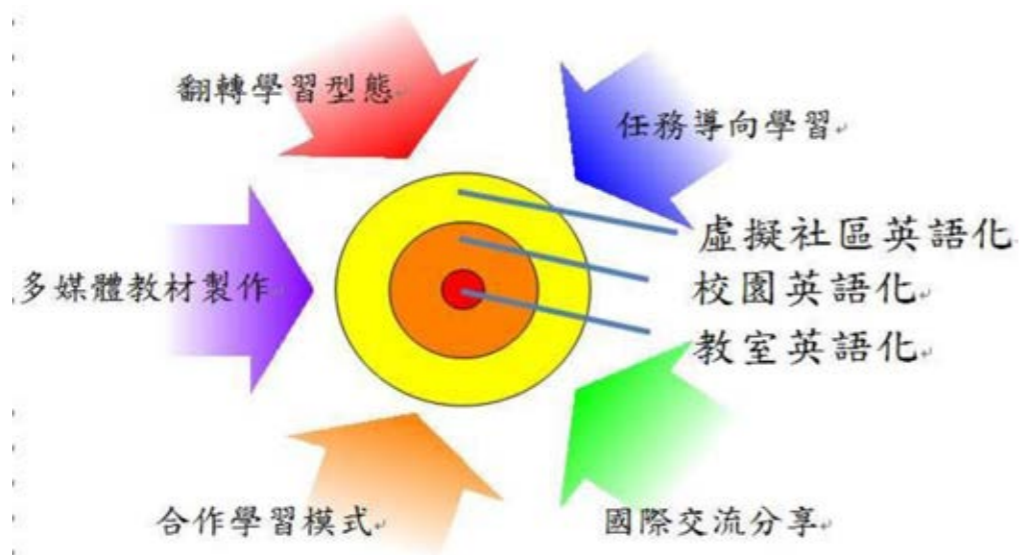 翻轉學習型態
任務導向學習
虛擬社區英語化
校園英語化
多媒體教材製作
教室英語化
合作學習模式
國際交流分享